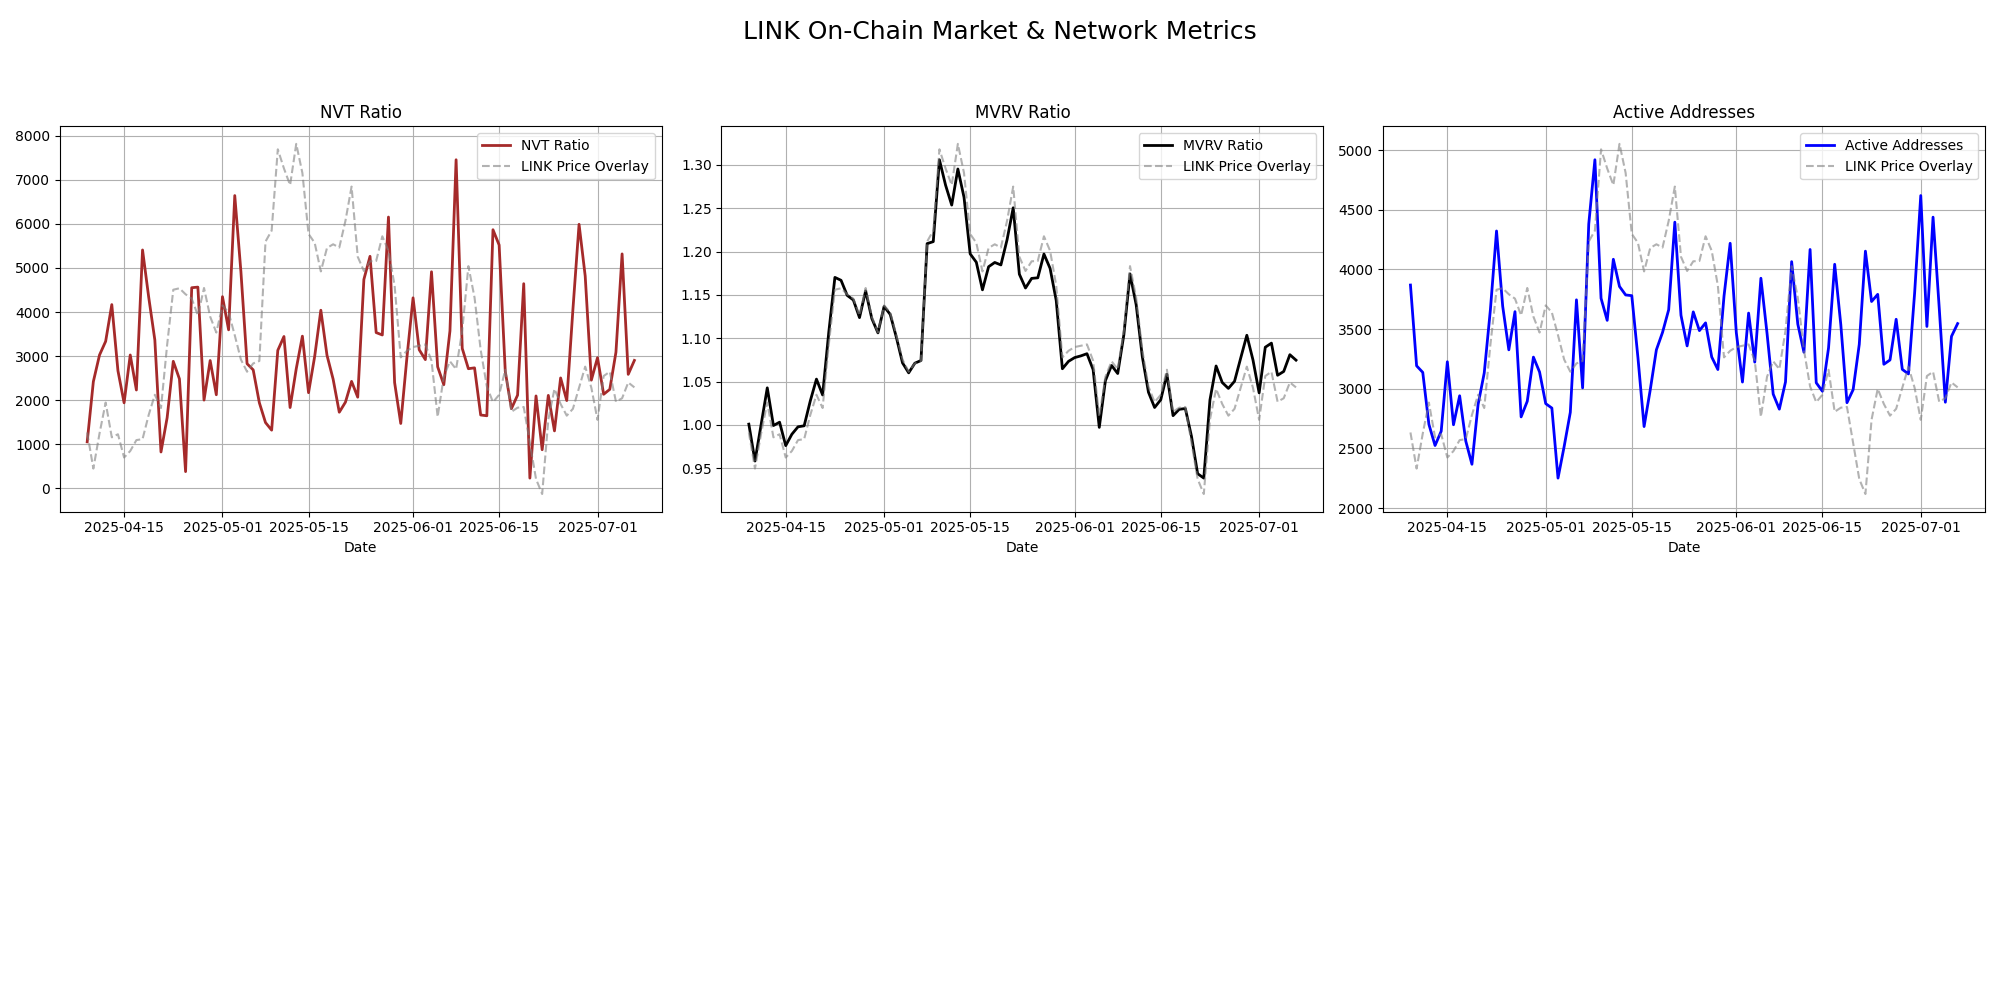 LINK On-Chain Market & Network Metrics
NVT Ratio
8000
7000
6000
5000
4000
3000
2000
1000
0
NVT Ratio
LINK Price Overlay
2025-04-15 2025-05-01 2025-05-15 2025-06-01 2025-06-15 2025-07-01
Date
MVRV Ratio
1.30
1.25
1.20
1.15
1.10
1.05
1.00
0.95
MVRV Ratio
LINK Price Overlay
2025-04-15 2025-05-01 2025-05-15 2025-06-01 2025-06-15 2025-07-01
Date
Active Addresses
5000
4500
4000
3500
3000
2500
2000
Active Addresses
LINK Price Overlay
2025-04-15 2025-05-01 2025-05-15 2025-06-01 2025-06-15 2025-07-01
Date